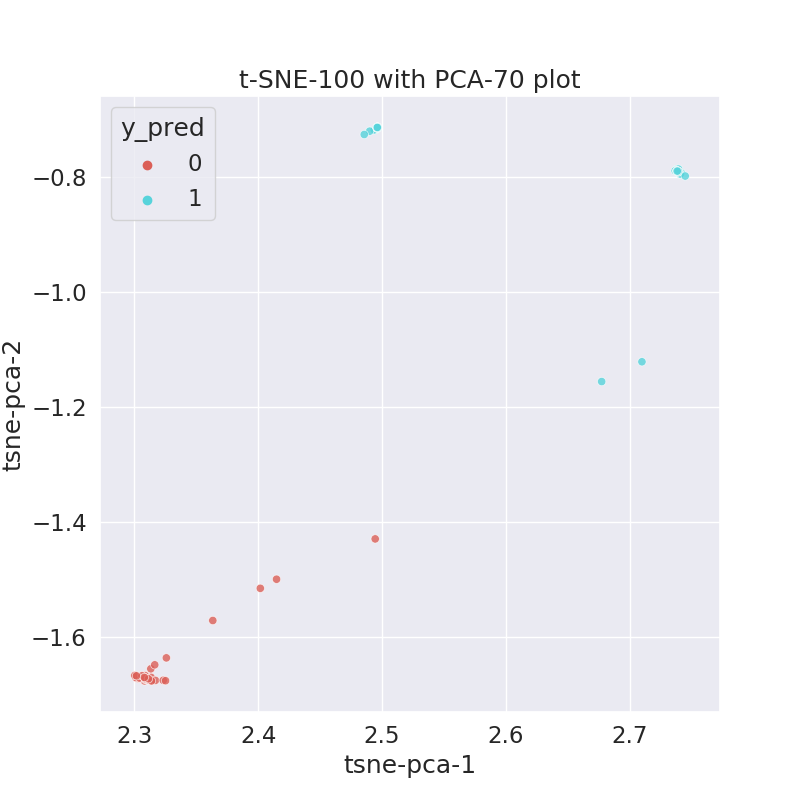 t-SNE-100 with PCA-70 plot
y_pred
0
1
−0.8
−1.0
−1.2
−1.4
−1.6
tsne-pca-2
2.3 2.4 2.5 2.6 2.7
tsne-pca-1